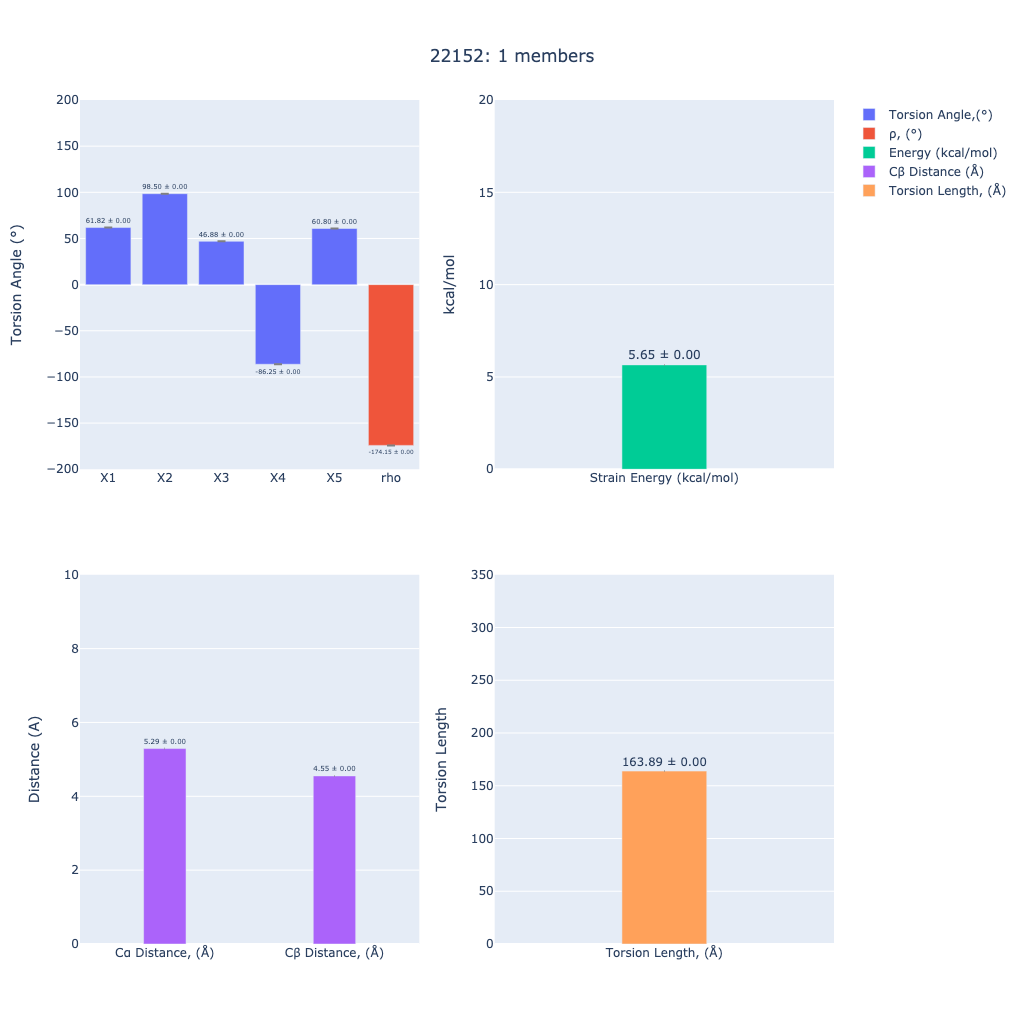 22152: 1 members
Torsion Angle (°)
200
150
100
50
0
−50
−100
−150
−200
61.82 ± 0.00
98.50 ± 0.00
46.88 ± 0.00
-86.25 ± 0.00
60.80 ± 0.00
-174.15 ± 0.00
X1 X2 X3 X4 X5 rho
kcal/mol
20
15
10
5
0
5.65 ± 0.00
Strain Energy (kcal/mol)
Torsion Angle,(°)
ρ, (°)
Energy (kcal/mol)
Cβ Distance (Å)
Torsion Length, (Å)
Distance (A)
10
8
6
4
2
0
5.29 ± 0.00
4.55 ± 0.00
Cα Distance, (Å) Cβ Distance, (Å)
Torsion Length
350
300
250
200
150
100
50
0
163.89 ± 0.00
Torsion Length, (Å)